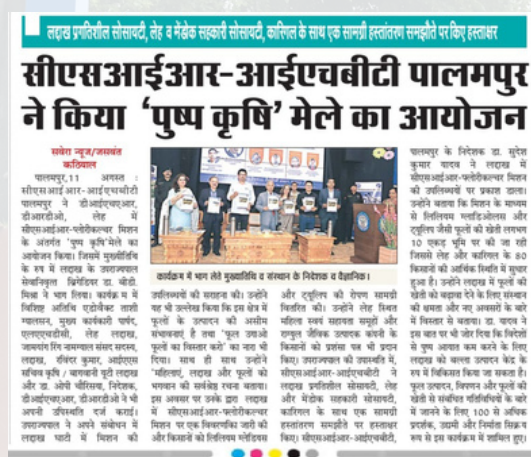 लद्दाख प्रगतिशील सोसायटी, लेह व मेंडोक सहकारी सोसायटी, कारगिल के साथ एक सामग्री हस्तांतरण समझौते पर किए हस्ताक्षर
सीएसआईआर-आईएचबीटी पालमपुर
ने किया 'पुष्प कृषि' मेले का आयोजन
सवेरा न्यूज/जसवंत
कठियाल
पालमपुर,11 अगस्त :
सीएसआईआर-आईएचबीटी
पालमपुर ने डीआईएचएआर,
डीआरडीओ, लेह में
सीएसआईआर-फ्लोरीकल्चर मिशन
के अंतर्गत 'पुष्प कृषि'मेले का
आयोजन किया। जिसमें मुख्यतिथि
के रुप में लद्दाख के उपराज्यपाल
सेवानिवृत ब्रिगेडियर डा. बीडी.
मिश्रा ने भाग लिया। कार्यक्रम में
विशिष्ट अतिथि एडवोकेट ताशी
ग्यालसन, मुख्य कार्यकारी पार्षद,
एलएएचडीसी, लेह लद्दाख,
जामयांग रिंग नामग्याल संसद सदस्य,
लद्दाख, रविंदर कुमार, आईएएस
सचिव कृषि / बागवानी यूटी लद्दाख
और डा. ओपी चौरसिया, निदेशक,
डीआईएचएआर, डीआरडीओ ने भी
अपनी उपस्थिति दर्ज कराई।
उपराज्यपाल ने अपने संबोधन में
लद्दाख घाटी में मिशन की
कार्यक्रम में भाग लेते मुख्यातिथि व संस्थान के निदेशक व वैज्ञानिक।
उपलब्धियों की सराहना की। उन्होंने
यह भी उल्लेख किया कि इस क्षेत्र में
फूलों के उत्पादन की असीम
संभावनाएं है तथा 'फूल उगाओ
फूलों का विस्तार करो' का नारा भी
दिया। साथ ही साथ उन्होंने
'महिलाएं, लद्दाख और फूलों को
भगवान की सर्वश्रेष्ठ रचना बताया।
इस अवसर पर उनके द्वारा लद्दाख
में सीएसआईआर-फ्लोरीकल्चर
मिशन पर एक विवरणिका जारी की
और किसानों को लिलियम ग्लेडियस
और ट्यूलिप की रोपण सामग्री
वितरित की। उन्होंने लेह स्थित
महिला स्वयं सहायता समूहों और
राग्युल जैविक उत्पादक कंपनी के
किसानों को प्रशंसा पत्र भी प्रदान
किए। उपराज्यपाल की उपस्थिति में,
सीएसआईआर-आईएचबीटी ने
लद्दाख प्रगतिशील सोसायटी, लेह
और मेंडोक सहकारी सोसायटी,
कारगिल के साथ एक सामग्री
हस्तांतरण समझौते पर हस्ताक्षर
किए। सीएसआईआर-आईएचबीटी,
पालमपुर के निदेशक डा. सुदेश
कुमार यादव ने लद्दाख में
सीएसआईआर-फ्लोरीकल्चर मिशन
की उपलब्धियों पर प्रकाश डाला।
उन्होंने बताया कि मिशन के माध्यम
से लिलियम ग्लाडिओलस और
ट्यूलिप जैसी फूलों की खेती लगभग
10 एकड़ भूमि पर की जा रही
जिससे लेह और कारगिल के 80
किसानों की आर्थिक स्थिति में सुधार
हुआ है। उन्होंने लद्दाख में फूलों की
खेती को बढ़ावा देने के लिए संस्थान
की क्षमता और नए अवसरों के बारे
में विस्तार से बताया। डा. यादव ने
इस बात पर भी जोर दिया कि विदेशों
से पुष्प आयात कम करने के लिए
लद्दाख को बल्ब उत्पादन केंद्र के
रुप में विकसित किया जा सकता है।
फूल उत्पादन, विपणन और फूलों की
खेती से संबंधित गतिविधियों के बारे
में जानने के लिए 100 से अधिक
प्रदर्शक, उद्यमी और निर्माता सिक्रय
रुप से इस कार्यक्रम में शामिल हुए।